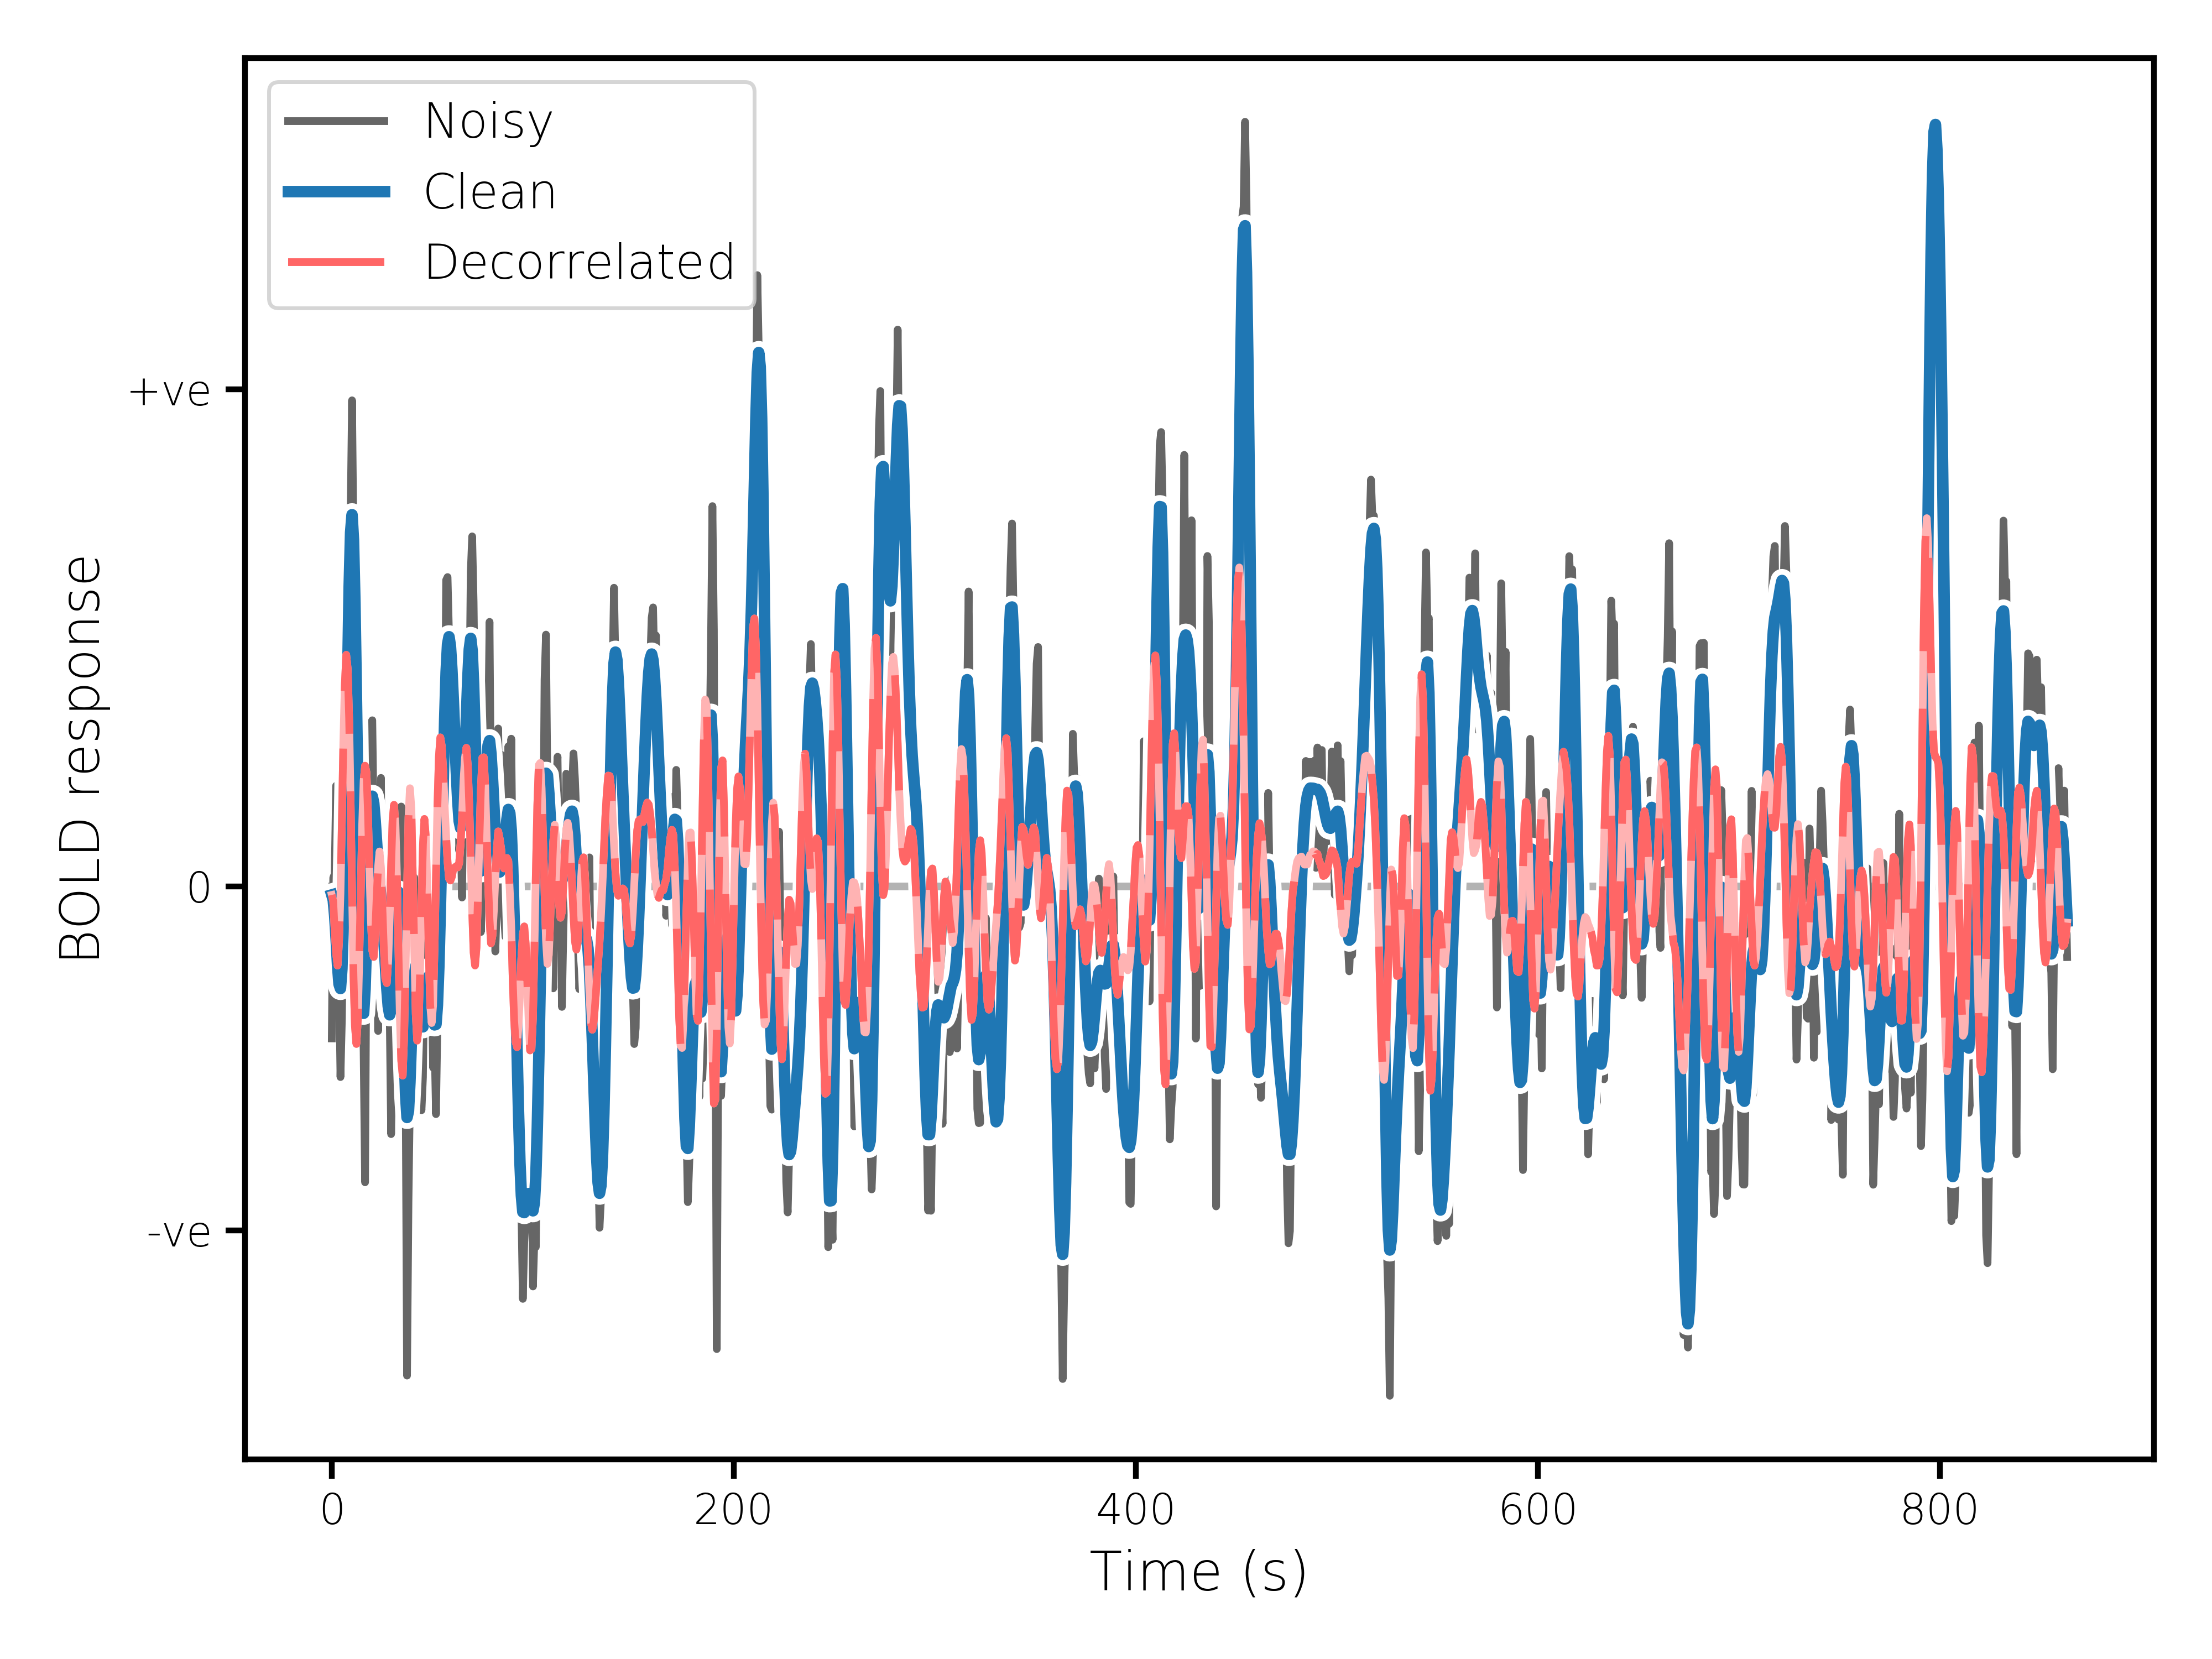 Noisy
Clean
Decorrelated
BOLD response
+ve
0
-ve
0
200
400
600
800
Time (s)